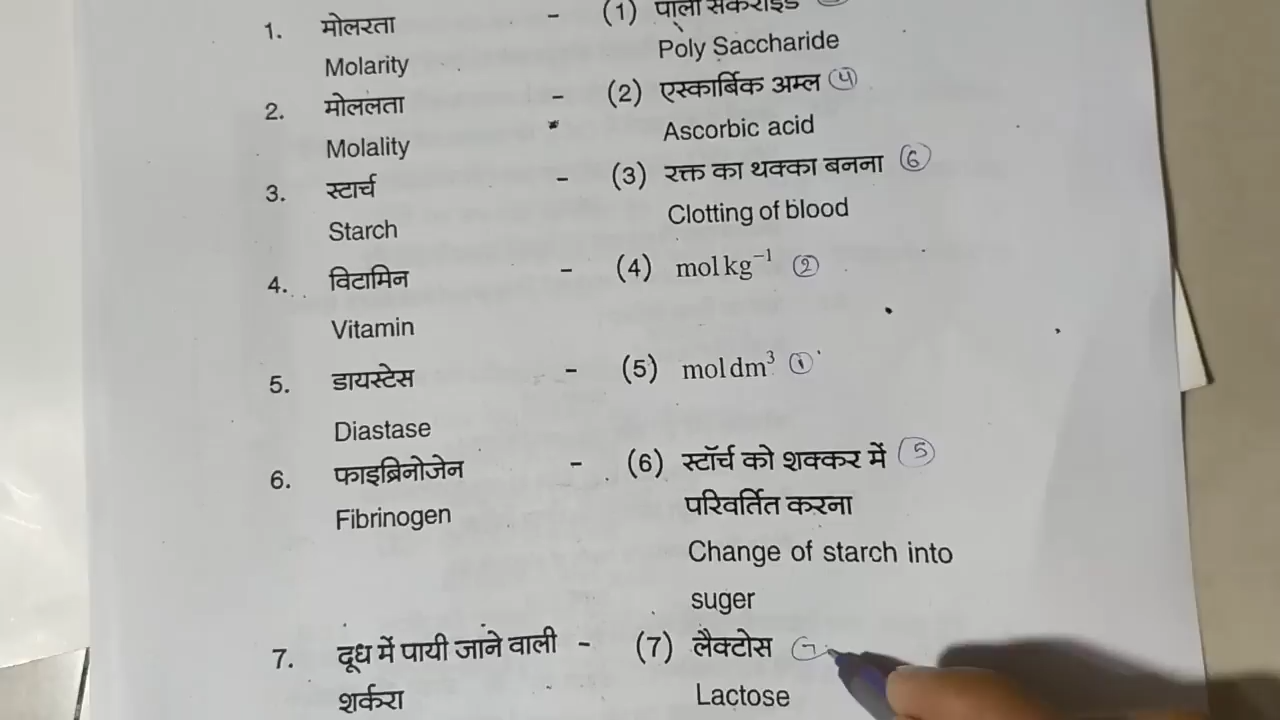 1. मोलरता - (1) पॉली सैकेराइड
Molarity Poly Saccharide
2. मोललता - (2) एस्कार्बिक अम्ल ④
Molality Ascorbic acid
3. स्टार्च - (3) रक्त का थक्का बनना ⑥
Starch Clotting of blood
4. विटामिन - (4) mol kg⁻¹ ②
Vitamin
5. डायस्टेस - (5) mol dm³ ①
Diastase
6. फाइब्रिनोजेन - (6) स्टॉर्च को शक्कर में ⑤
Fibrinogen परिवर्तित करना
Change of starch into
suger
7. दूध में पायी जाने वाली - (7) लैक्टोस
शर्करा Lactose